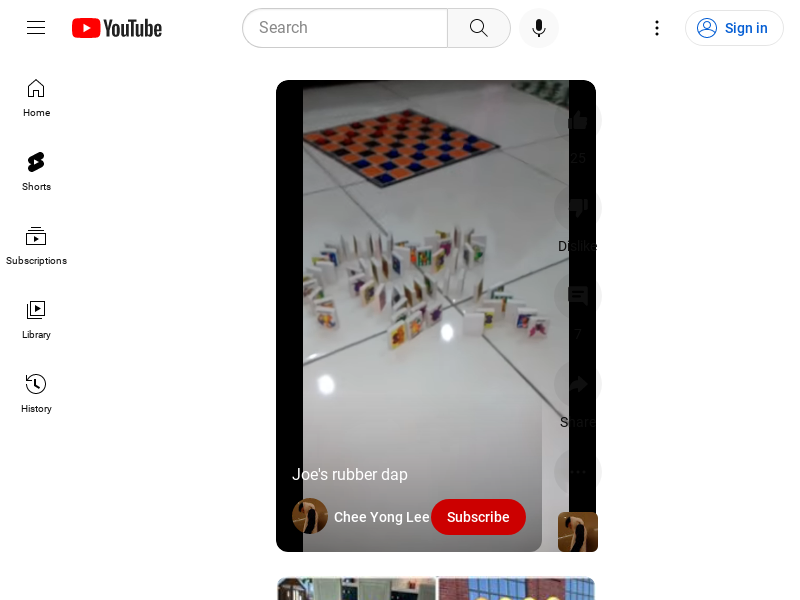 YouTube
Search
Sign in
Home
Shorts
Subscriptions
Library
History
25
Dislike
7
Share
Joe's rubber dap
Chee Yong Lee
Subscribe